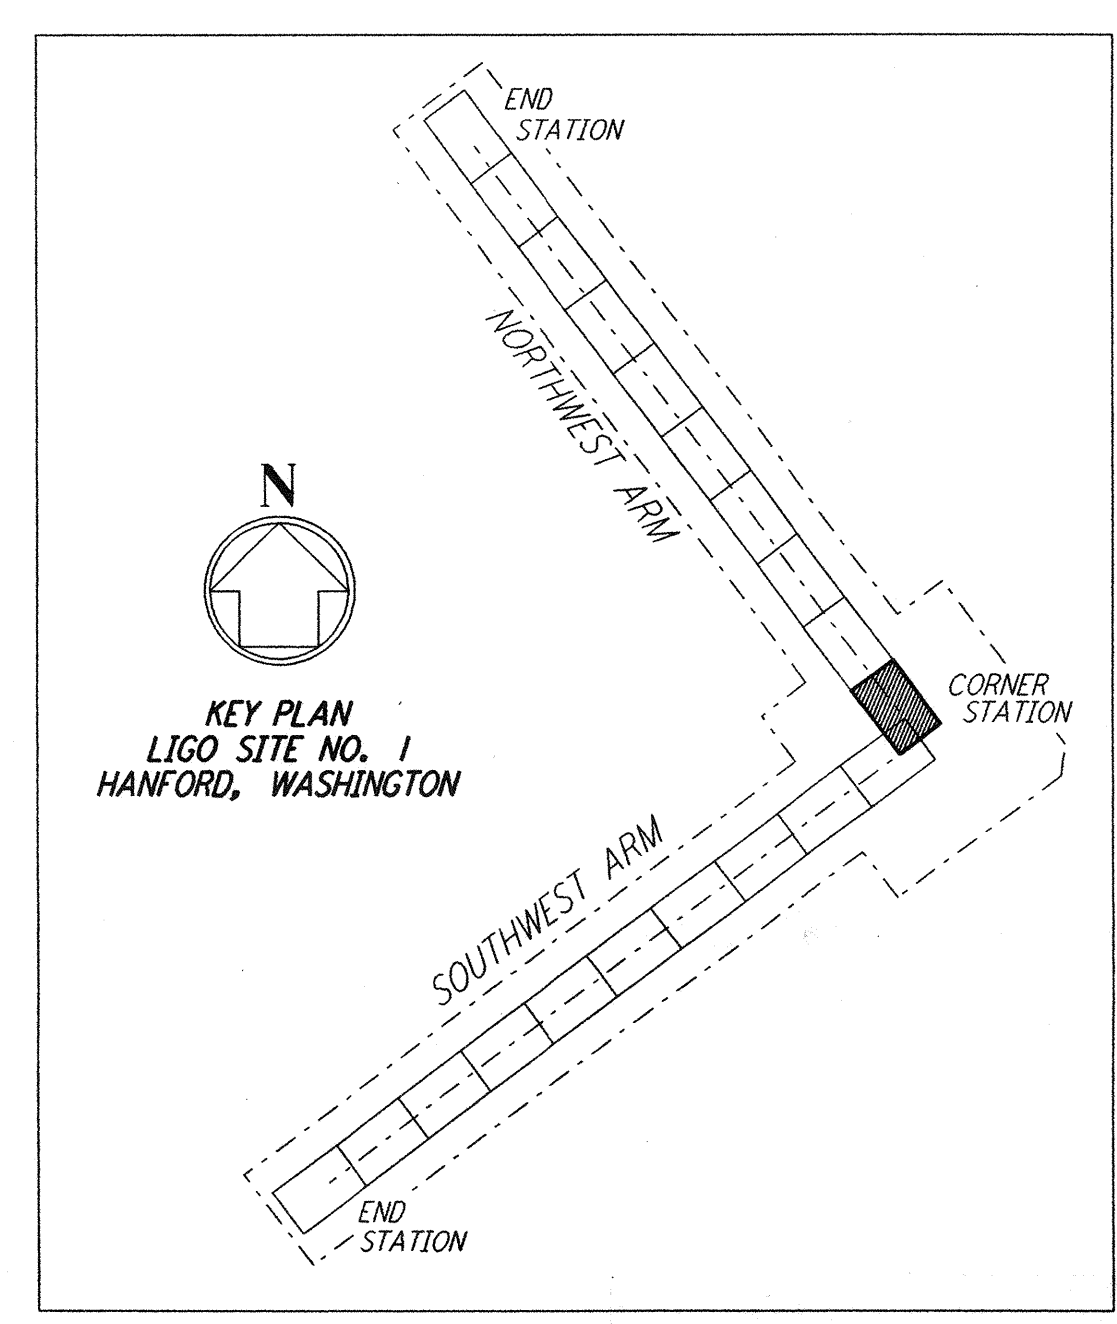 END
STATION
NORTHWEST ARM
N
CORNER
STATION
KEY PLAN
LIGO SITE NO. 1
HANFORD, WASHINGTON
SOUTHWEST ARM
END
STATION